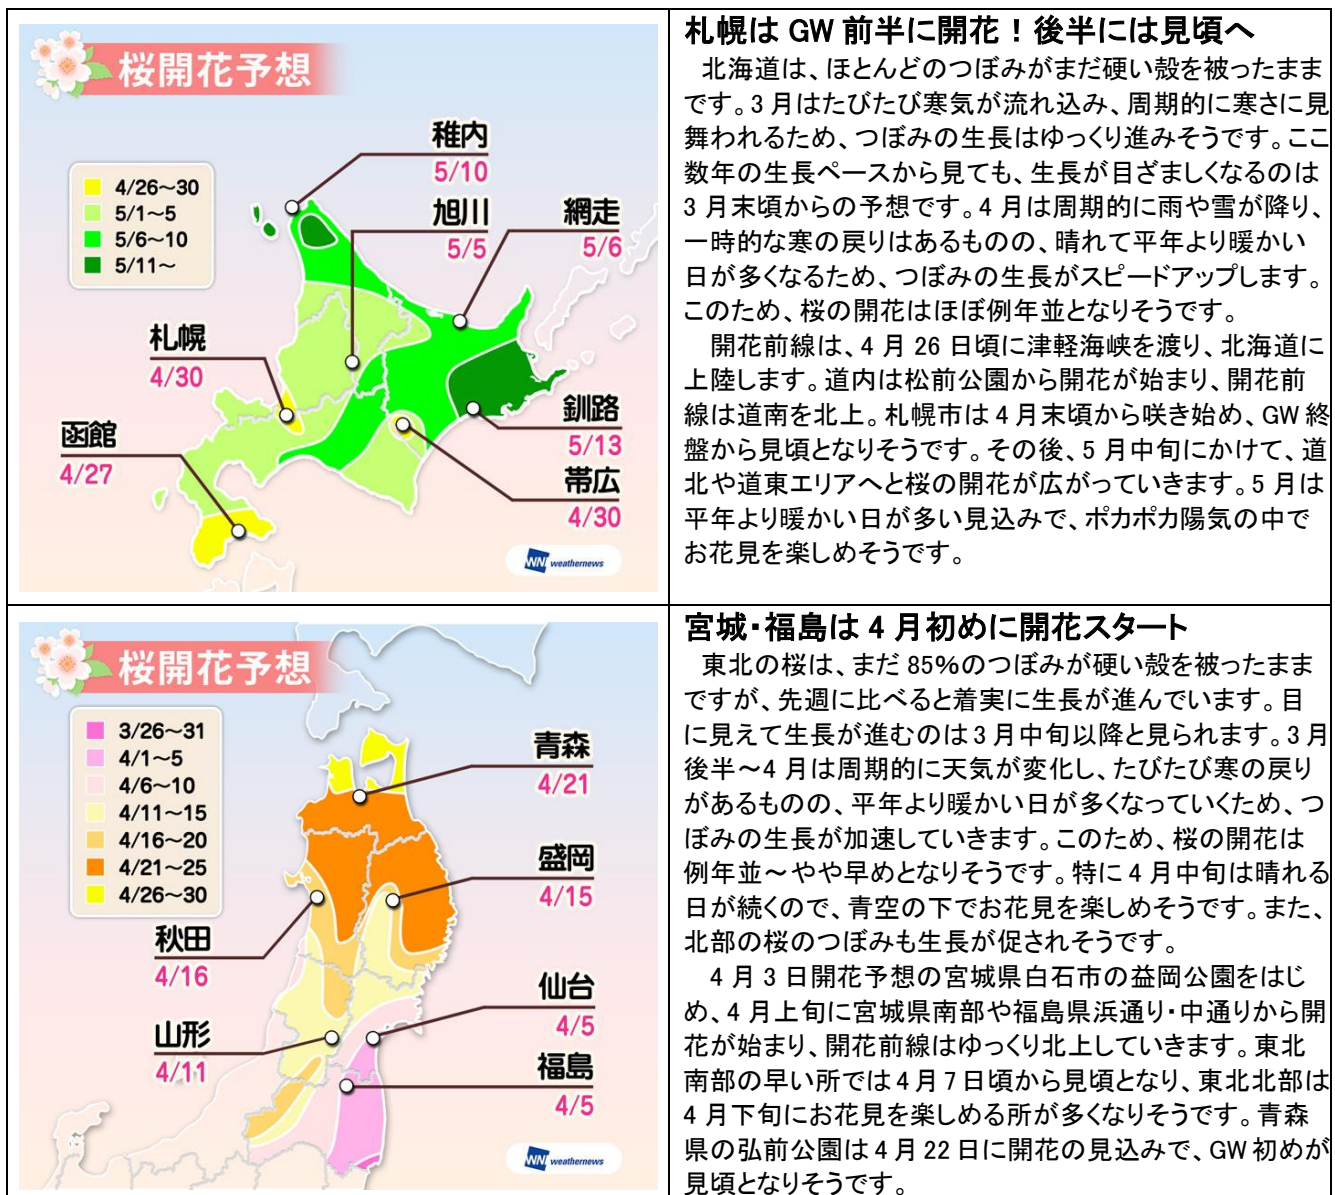 桜開花予想
4/26~30
5/1~5
5/6~10
5/11~
稚内
5/10
旭川
5/5
網走
5/6
札幌
4/30
函館
4/27
釧路
5/13
帯広
4/30
WNI weathernews
札幌は GW 前半に開花！後半には見頃へ
北海道は、ほとんどのつぼみがまだ硬い殻を被ったまま
です。3 月はたびたび寒気が流れ込み、周期的に寒さに見
舞われるため、つぼみの生長はゆっくり進みそうです。ここ
数年の生長ペースから見ても、生長が目ざましくなるのは
3 月末頃からの予想です。4 月は周期的に雨や雪が降り、
一時的な寒の戻りはあるものの、晴れて平年より暖かい
日が多くなるため、つぼみの生長がスピードアップします。
このため、桜の開花はほぼ例年並となりそうです。
開花前線は、4 月 26 日頃に津軽海峡を渡り、北海道に
上陸します。道内は松前公園から開花が始まり、開花前
線は道南を北上。札幌市は 4 月末頃から咲き始め、GW 終
盤から見頃となりそうです。その後、5 月中旬にかけて、道
北や道東エリアへと桜の開花が広がっていきます。5 月は
平年より暖かい日が多い見込みで、ポカポカ陽気の中で
お花見を楽しめそうです。
桜開花予想
3/26~31
4/1~5
4/6~10
4/11~15
4/16~20
4/21~25
4/26~30
青森
4/21
盛岡
4/15
秋田
4/16
仙台
4/5
山形
4/11
福島
4/5
WNI weathernews
宮城・福島は 4 月初めに開花スタート
東北の桜は、まだ 85%のつぼみが硬い殻を被ったまま
ですが、先週に比べると着実に生長が進んでいます。目
に見えて生長が進むのは 3 月中旬以降と見られます。3 月
後半～4 月は周期的に天気が変化し、たびたび寒の戻り
があるものの、平年より暖かい日が多くなっていくため、つ
ぼみの生長が加速していきます。このため、桜の開花は
例年並～やや早めとなりそうです。特に 4 月中旬は晴れる
日が続くので、青空の下でお花見を楽しめそうです。また、
北部の桜のつぼみも生長が促されそうです。
4 月 3 日開花予想の宮城県白石市の益岡公園をはじ
め、4 月上旬に宮城県南部や福島県浜通り・中通りから開
花が始まり、開花前線はゆっくり北上していきます。東北
南部の早い所では 4 月 7 日頃から見頃となり、東北北部は
4 月下旬にお花見を楽しめる所が多くなりそうです。青森
県の弘前公園は 4 月 22 日に開花の見込みで、GW 初めが
見頃となりそうです。